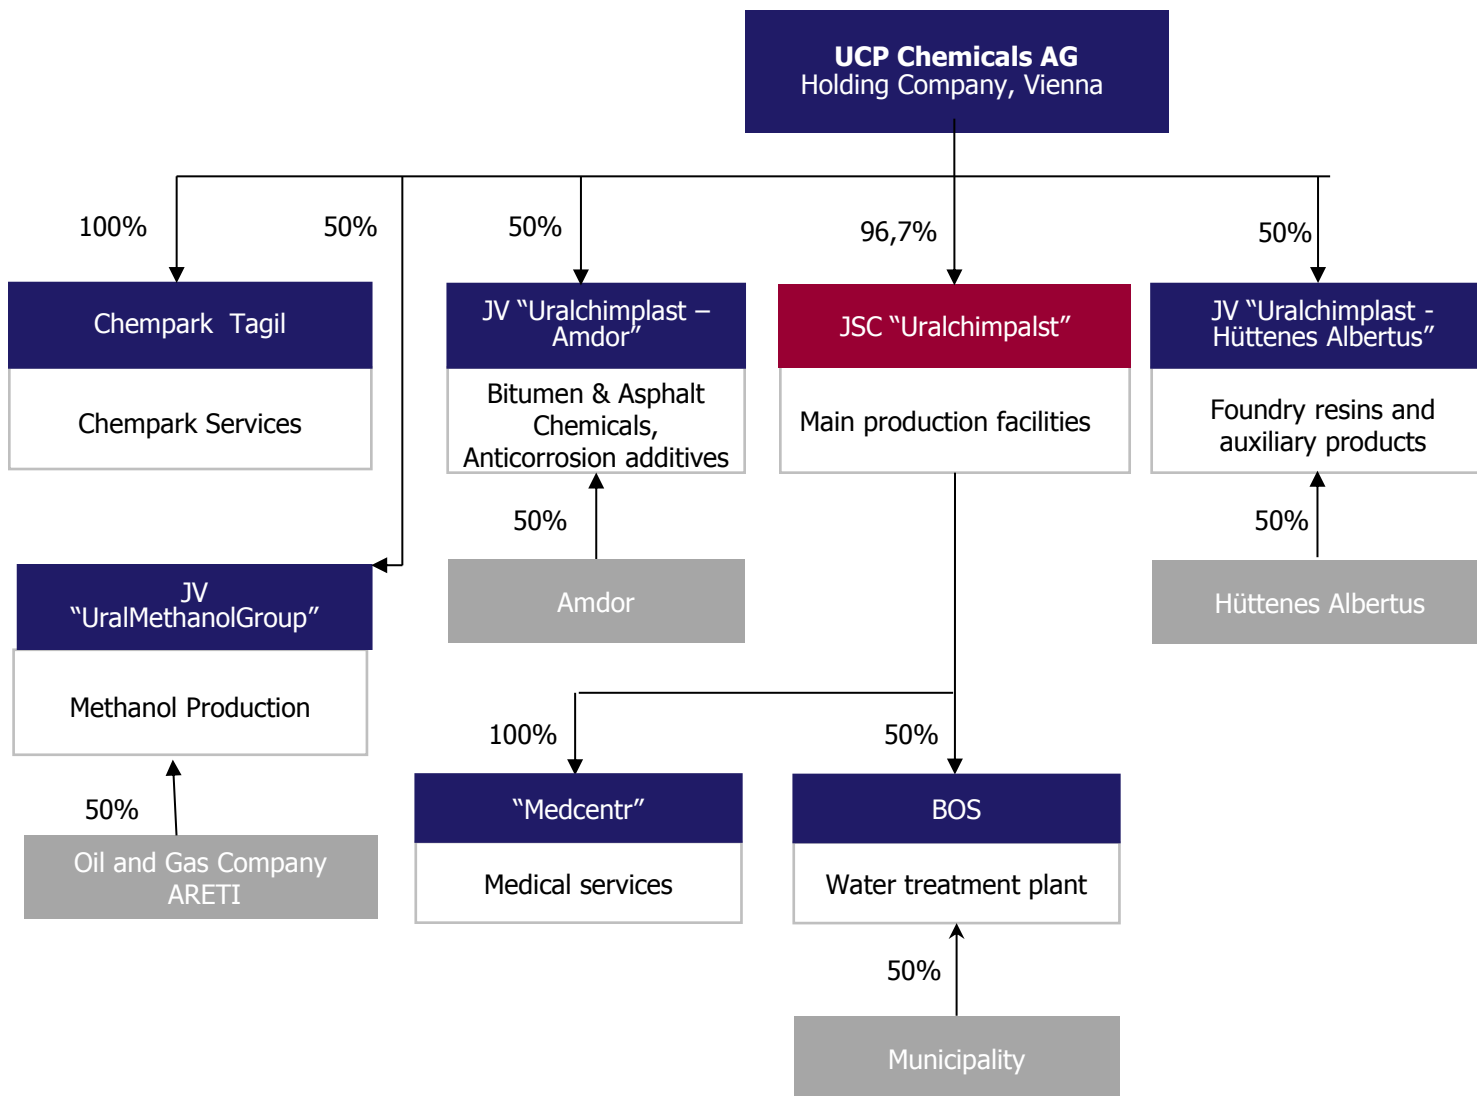 UCP Chemicals AG
Holding Company, Vienna
100%
50%
50%
96,7%
50%
Chempark Tagil
Chempark Services
JV “Uralchimplast –
Amdor”
Bitumen & Asphalt
Chemicals,
Anticorrosion additives
JSC “Uralchimpalst”
Main production facilities
JV “Uralchimplast -
Hüttenes Albertus”
Foundry resins and
auxiliary products
50%
Amdor
50%
Hüttenes Albertus
JV
“UralMethanolGroup”
Methanol Production
50%
Oil and Gas Company
ARETI
100%
50%
“Medcentr”
Medical services
BOS
Water treatment plant
50%
Municipality